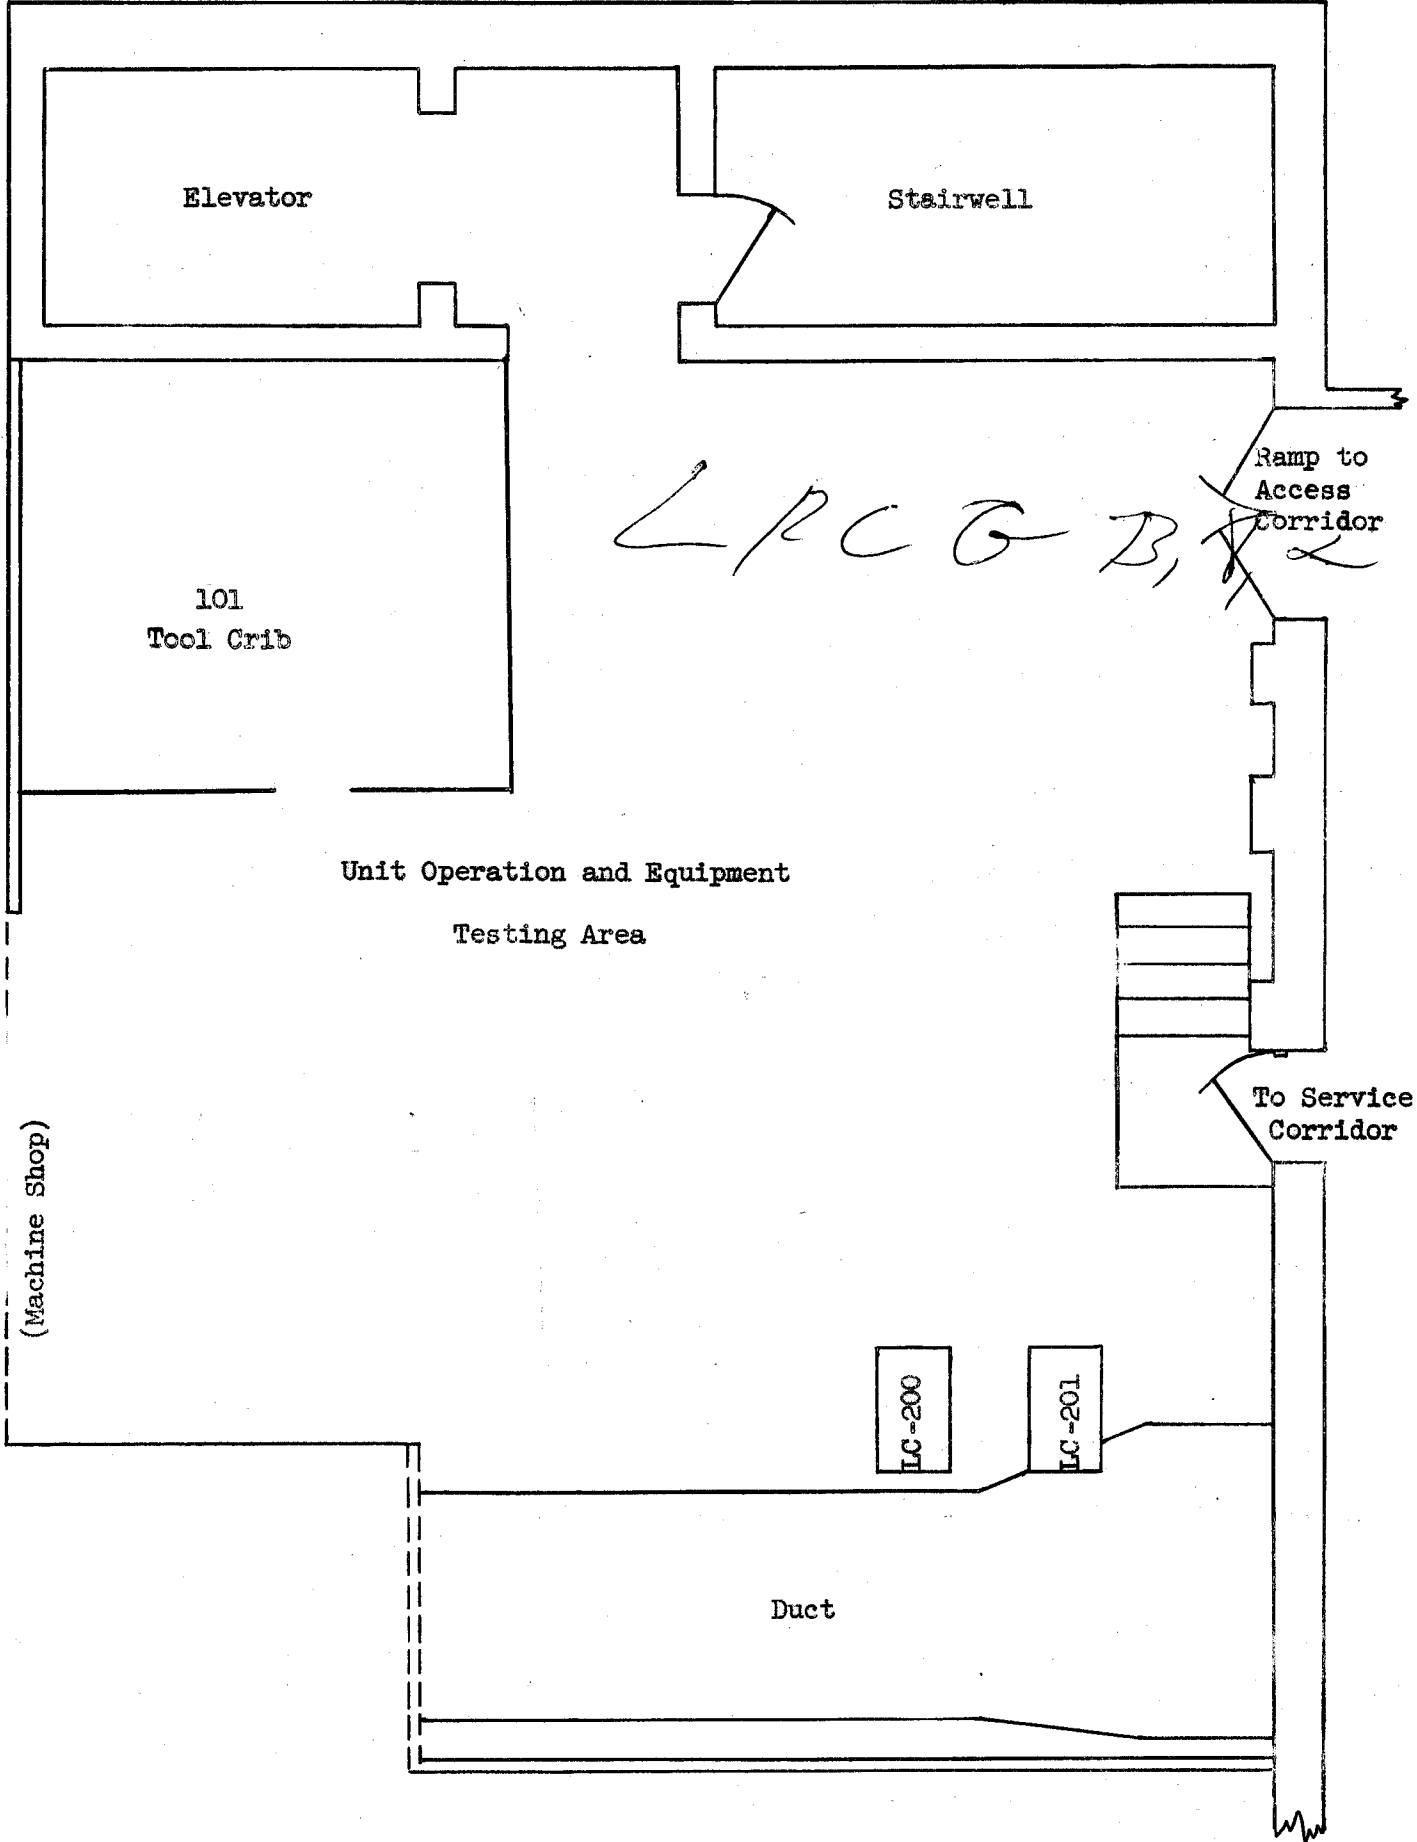 Elevator
Stairwell
Ramp to
Access
Corridor
L P C G B,
101
Tool Crib
Unit Operation and Equipment
Testing Area
To Service
Corridor
(Machine Shop)
LC-200
LC-201
Duct